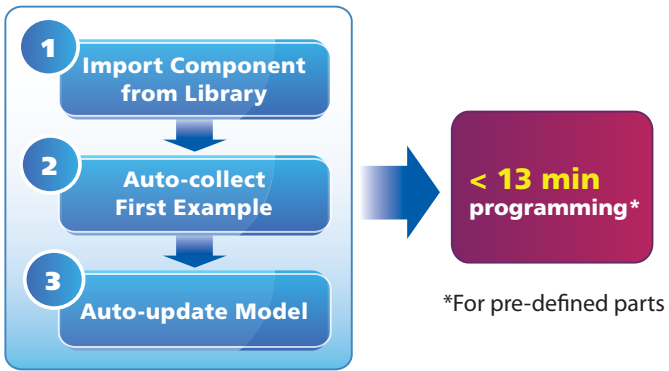 1
Import Component
from Library
2
Auto-collect
First Example
3
Auto-update Model
< 13 min
programming*
*For pre-defined parts